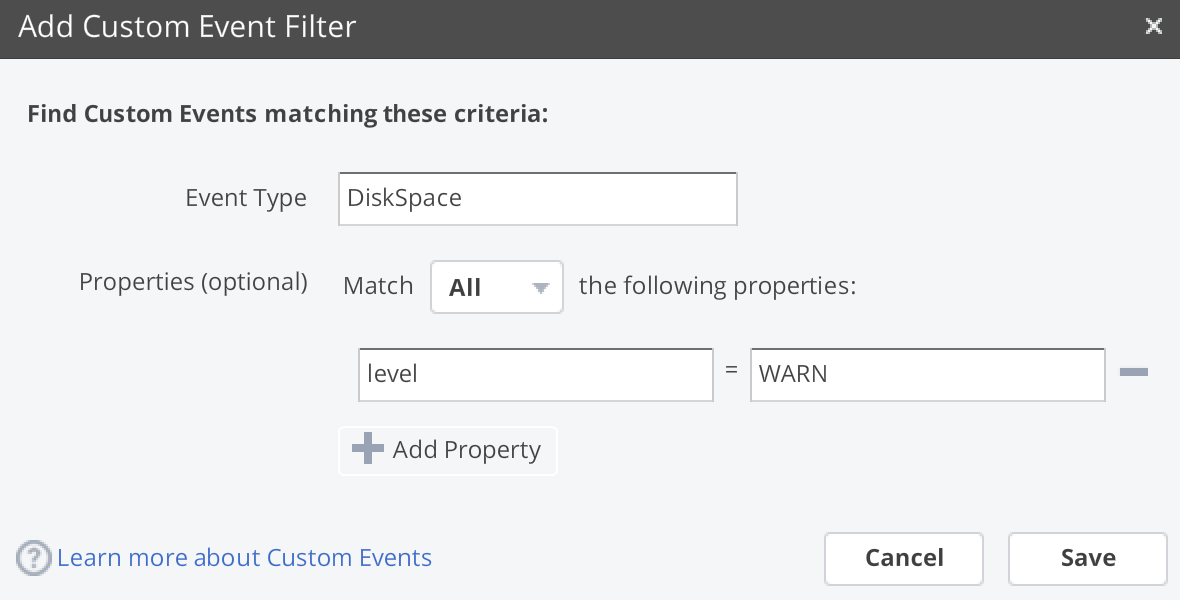 Add Custom Event Filter
Find Custom Events matching these criteria:
Event Type DiskSpace
Properties (optional) Match All the following properties:
level = WARN
Add Property
? Learn more about Custom Events Cancel Save